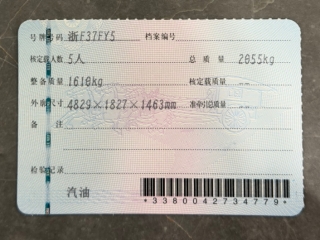 号牌号码 浙F37FY5 档案编号
核定载人数 5人 总质量 2055kg
整备质量 1610kg 核定载质量 --
外廓尺寸 4829×1827×1463mm 准牵引总质量 --
备注
检验记录
汽油
*3380042734779*